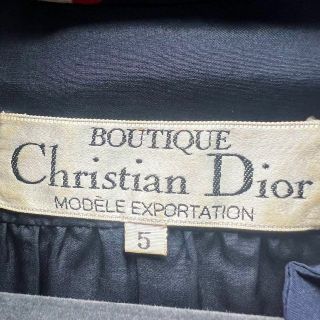 BOUTIQUE
Christian Dior
MODÈLE EXPORTATION
5